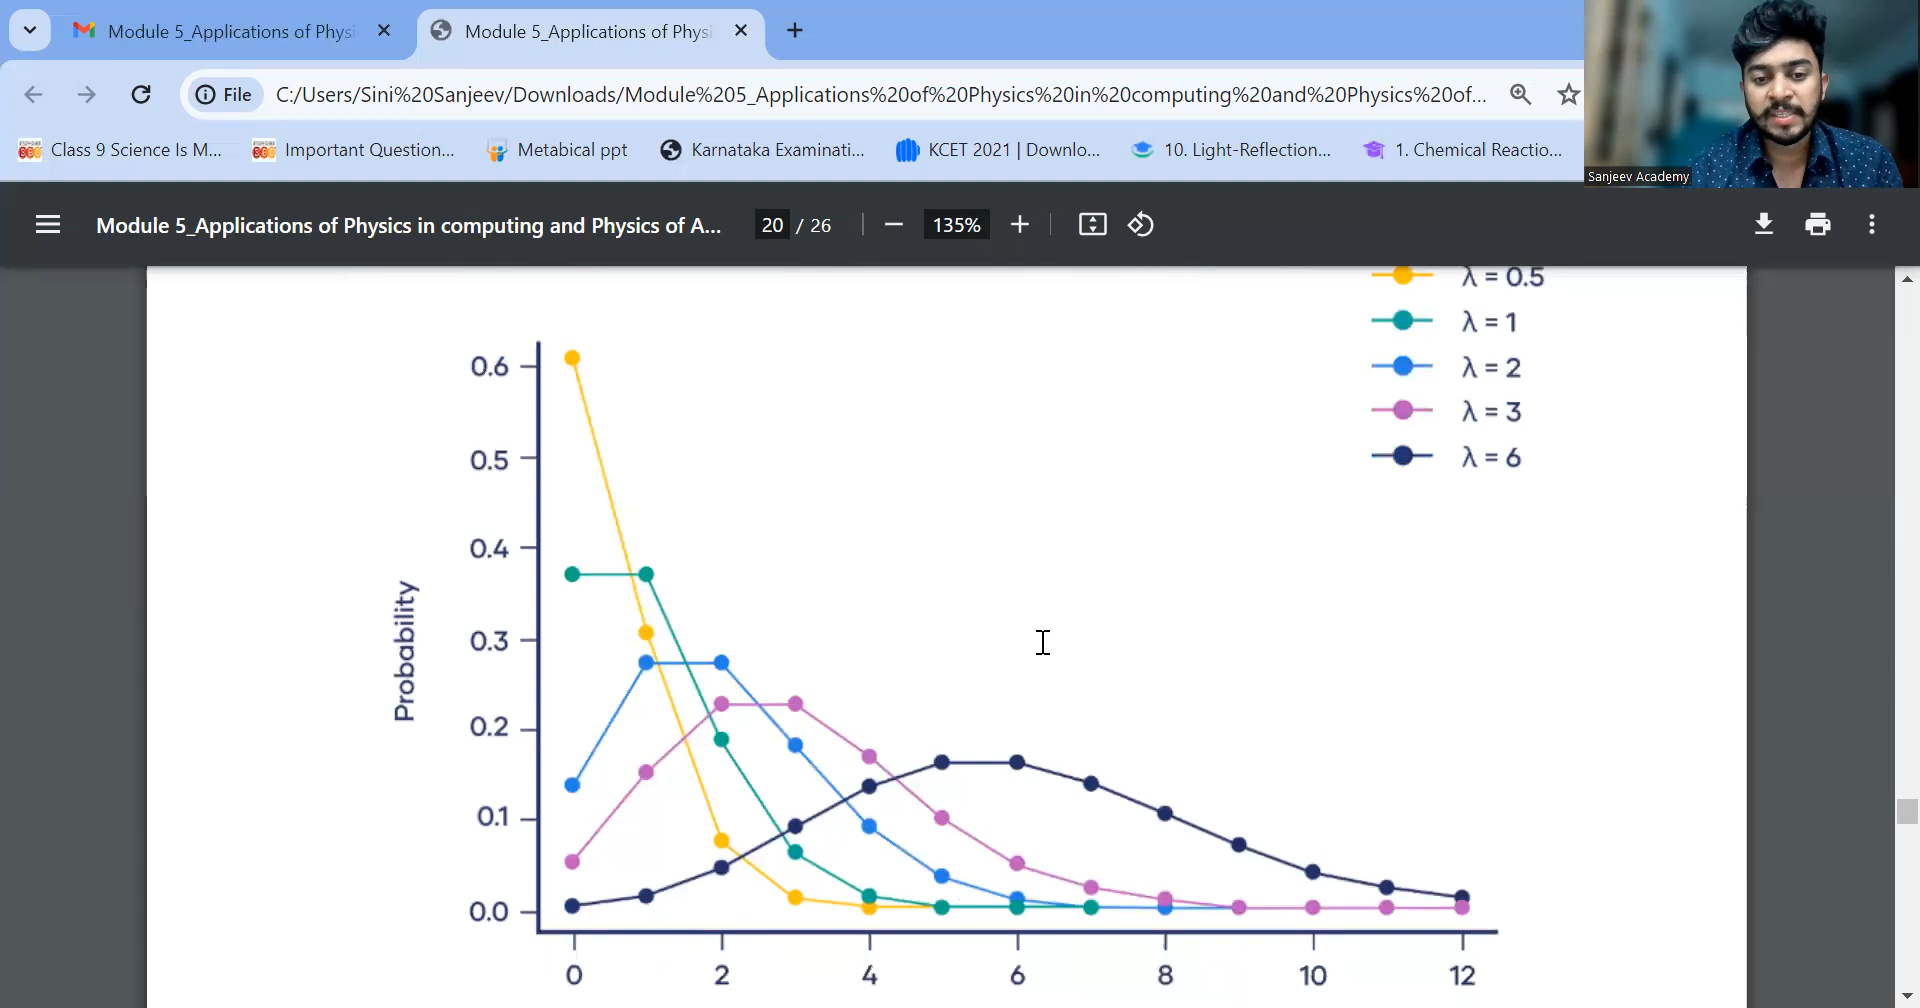 Module 5_Applications of Phys
Module 5_Applications of Physi
File
C:/Users/Sini%20Sanjeev/Downloads/Module%205_Applications%20of%20Physics%20in%20computing%20and%20Physics%20of...
Class 9 Science Is M...
Important Question...
Metabical ppt
Karnataka Examinati...
KCET 2021 | Downlo...
10. Light-Reflection...
1. Chemical Reactio...
Sanjeev Academy
Module 5_Applications of Physics in computing and Physics of A...
20 / 26
135%
λ = 0.5
λ = 1
λ = 2
λ = 3
λ = 6
Probability
0.6
0.5
0.4
0.3
0.2
0.1
0.0
0 2 4 6 8 10 12